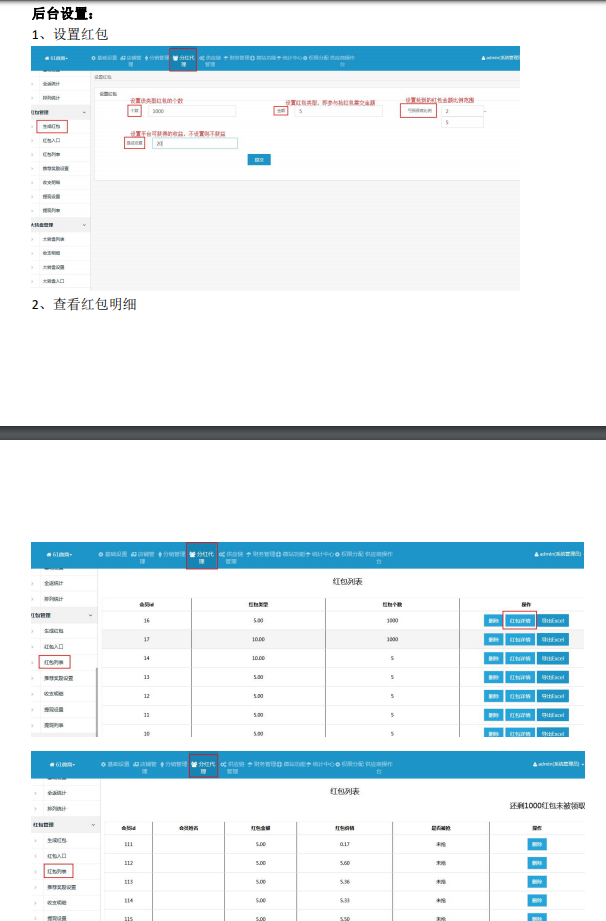 后台设置：
1、设置红包
61商商
基础设置 店铺管理 分销管理 分红代理 供应链管理 财务管理 微站功能 统计中心 权限分配 供应商操作台
admin(系统管理员)
设置红包
全返统计
排列统计
设置红包
设置该类型红包的个数
设置红包类型，即参与抢红包需交金额
设置抢到的红包金额比例范围
红包管理
个数 1000
金额 5
2
~
生成红包
5
红包入口
设置平台可获得的收益，不设置则不获益
红包列表
20
推荐奖励设置
提交
收支明细
提现设置
提现列表
大转盘管理
大转盘列表
收支明细
大转盘设置
大转盘入口
2、查看红包明细
61商商
基础设置 店铺管理 分销管理 分红代理 供应链管理 财务管理 微站功能 统计中心 权限分配 供应商操作台
admin(系统管理员)
红包列表
全返统计
排列统计
会员id 红包类型 红包个数 操作
红包管理
16 5.00 1000 删除 红包详情 导出Excel
生成红包
17 10.00 1000 删除 红包详情 导出Excel
红包入口
14 10.00 5 删除 红包详情 导出Excel
红包列表
13 5.00 5 删除 红包详情 导出Excel
推荐奖励设置
12 5.00 5 删除 红包详情 导出Excel
收支明细
11 5.00 5 删除 红包详情 导出Excel
提现设置
10 5.00 5 删除 红包详情 导出Excel
提现列表
61商商
基础设置 店铺管理 分销管理 分红代理 供应链管理 财务管理 微站功能 统计中心 权限分配 供应商操作台
admin(系统管理员)
红包列表
全返统计
还剩1000红包未被领取
排列统计
红包管理
会员id 会员姓名 红包金额 红包价钱 是否被抢 操作
生成红包
111 5.00 0.17 未抢 删除
红包入口
112 5.00 5.60 未抢 删除
红包列表
113 5.00 5.36 未抢 删除
推荐奖励设置
114 5.00 5.33 未抢 删除
收支明细
115 5.00 5.50 未抢 删除
提现设置